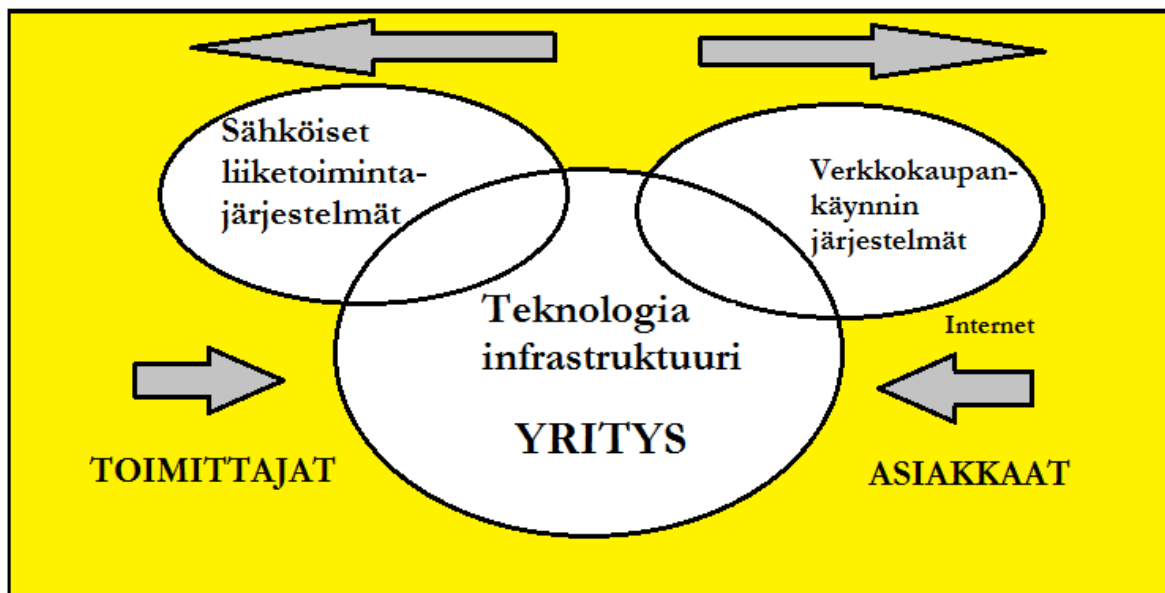 Sähköiset
liiketoiminta-
järjestelmät
Verkkokaupan-
käynnin
järjestelmät
Teknologia
infrastruktuuri
YRITYS
Internet
TOIMITTAJAT
ASIAKKAAT